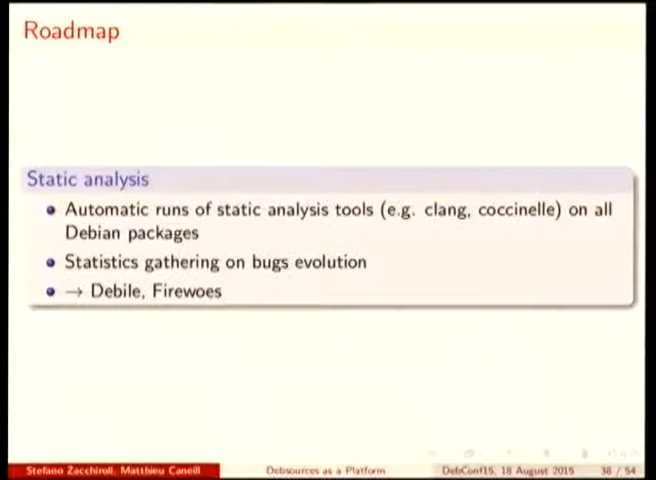 Roadmap
Static analysis
Automatic runs of static analysis tools (e.g. clang, coccinelle) on all
Debian packages
Statistics gathering on bugs evolution
→ Debile, Firewoes
Stefano Zacchiroli, Matthieu Caneill Debsources as a Platform DebConf15, 18 August 2015 38 / 54